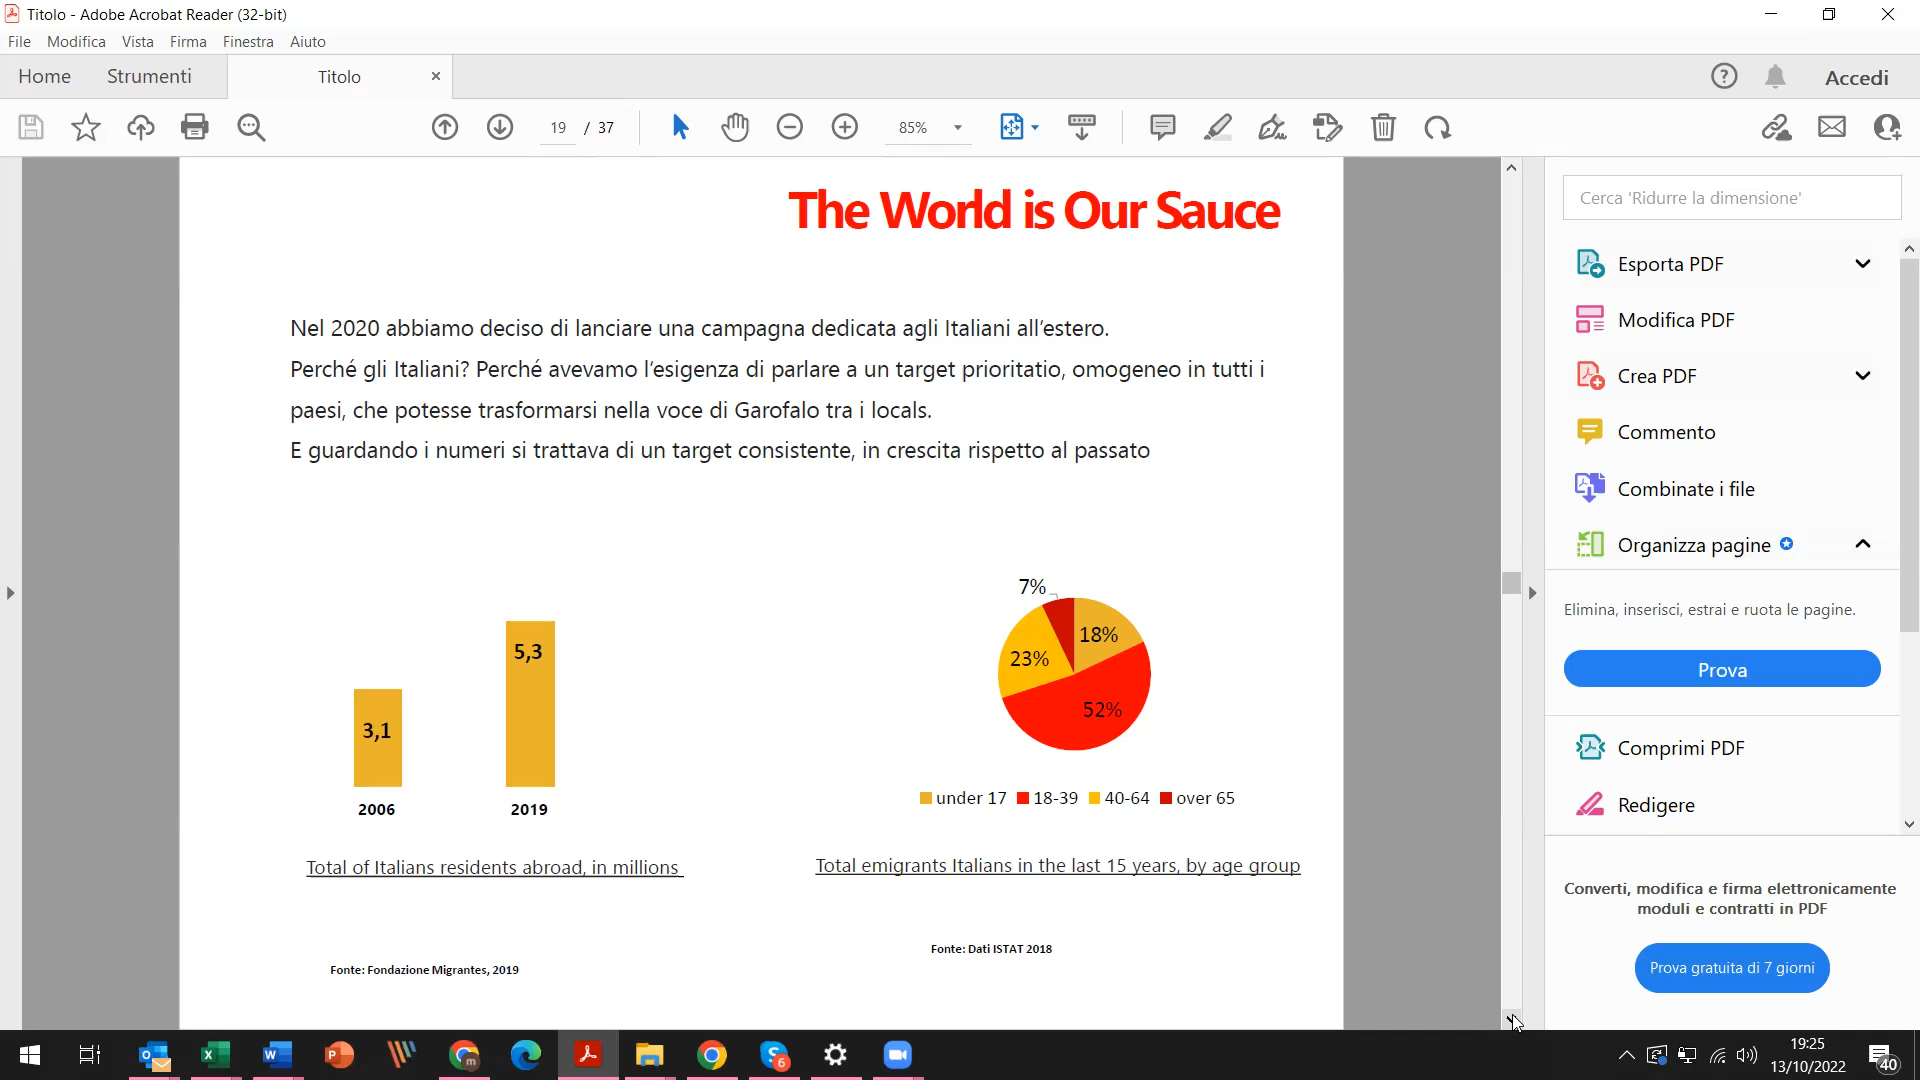 Titolo - Adobe Acrobat Reader (32-bit)
File Modifica Vista Firma Finestra Aiuto
Home Strumenti Titolo Accedi
19 / 37 85%
The World is Our Sauce
Nel 2020 abbiamo deciso di lanciare una campagna dedicata agli Italiani all'estero.
Perché gli Italiani? Perché avevamo l'esigenza di parlare a un target prioritatio, omogeneo in tutti i
paesi, che potesse trasformarsi nella voce di Garofalo tra i locals.
E guardando i numeri si trattava di un target consistente, in crescita rispetto al passato
3,1
5,3
2006 2019
Total of Italians residents abroad, in millions
Fonte: Fondazione Migrantes, 2019
7%
18%
23%
52%
under 17 18-39 40-64 over 65
Total emigrants Italians in the last 15 years, by age group
Fonte: Dati ISTAT 2018
Cerca 'Ridurre la dimensione'
Esporta PDF
Modifica PDF
Crea PDF
Commento
Combinate i file
Organizza pagine
Elimina, inserisci, estrai e ruota le pagine.
Prova
Comprimi PDF
Redigere
Converti, modifica e firma elettronicamente
moduli e contratti in PDF
Prova gratuita di 7 giorni
6
19:25
13/10/2022
40